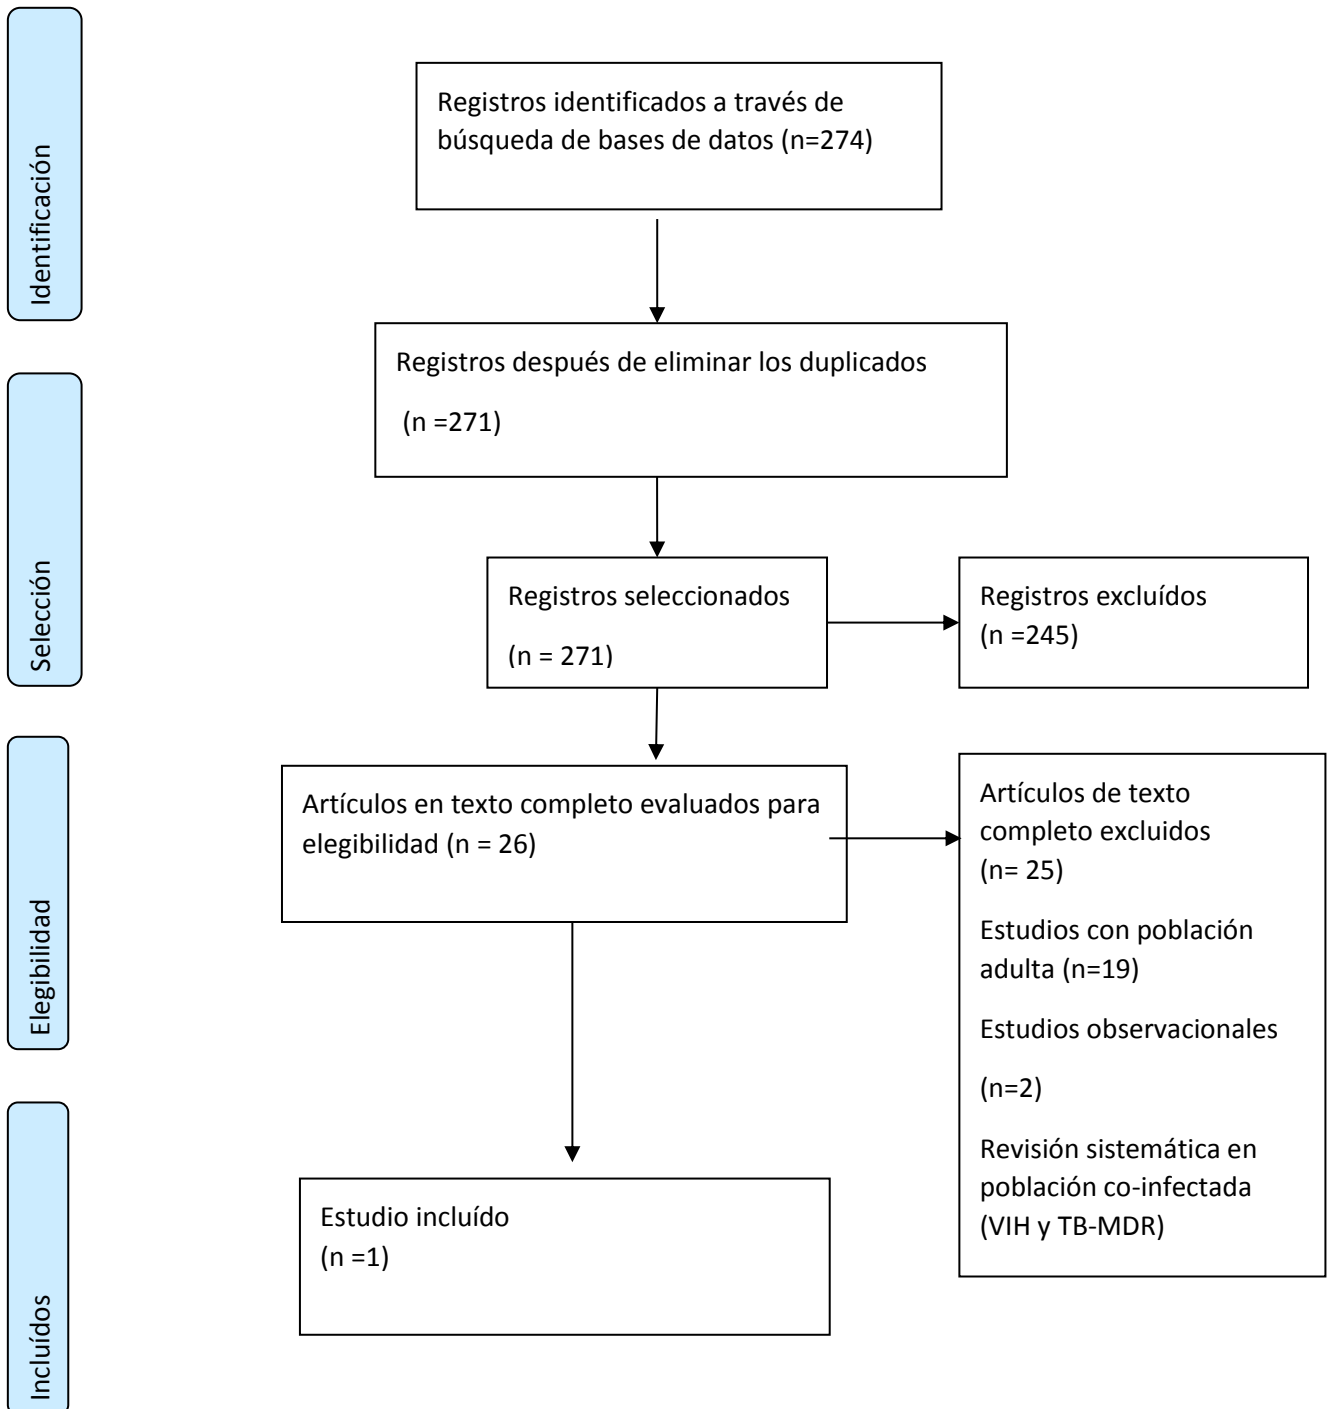 Identificación
Registros identificados a través de
búsqueda de bases de datos (n=274)
Registros después de eliminar los duplicados
(n =271)
Selección
Registros seleccionados
(n = 271)
Registros excluídos
(n =245)
Elegibilidad
Artículos en texto completo evaluados para
elegibilidad (n = 26)
Artículos de texto
completo excluidos
(n= 25)
Estudios con población
adulta (n=19)
Estudios observacionales
(n=2)
Revisión sistemática en
población co-infectada
(VIH y TB-MDR)
Incluídos
Estudio incluído
(n =1)